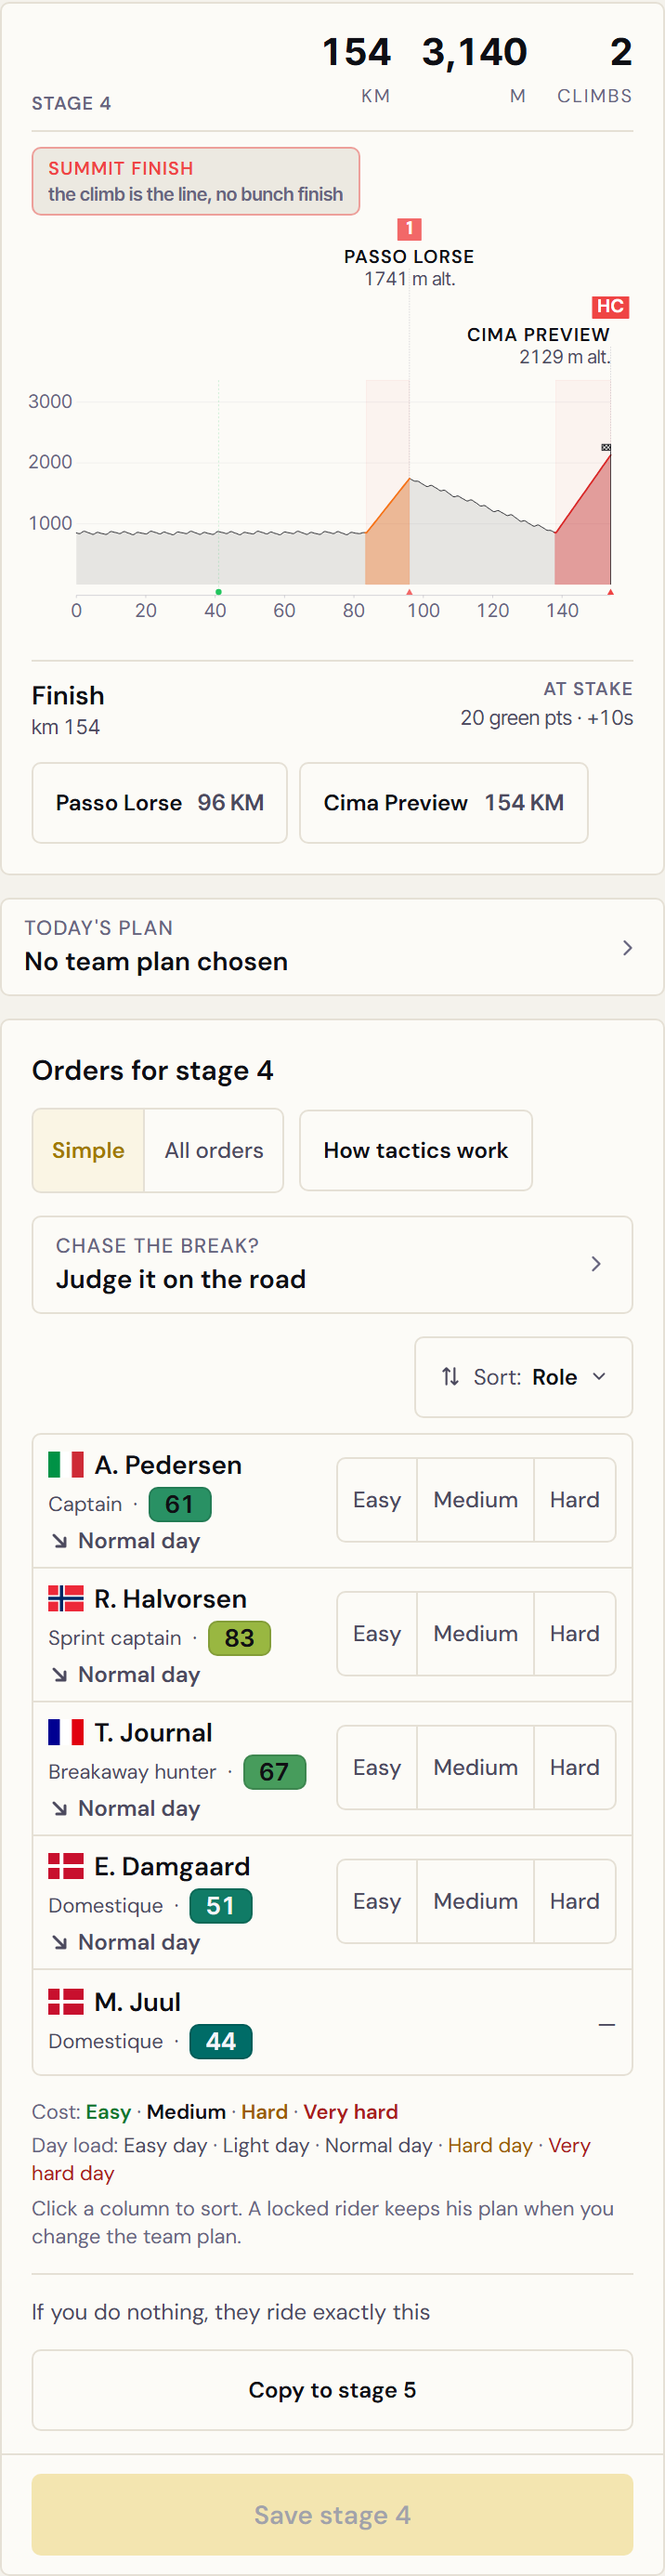 STAGE 4
154 KM
3,140 M
2 CLIMBS
SUMMIT FINISH
the climb is the line, no bunch finish
1
PASSO LORSE
1741 m alt.
HC
CIMA PREVIEW
2129 m alt.
3000
2000
1000
0 20 40 60 80 100 120 140
Finish
km 154
AT STAKE
20 green pts · +10s
Passo Lorse 96 KM
Cima Preview 154 KM
TODAY'S PLAN
No team plan chosen
Orders for stage 4
Simple All orders How tactics work
CHASE THE BREAK?
Judge it on the road
Sort: Role
A. Pedersen
Captain · 61
Normal day
Easy Medium Hard
R. Halvorsen
Sprint captain · 83
Normal day
Easy Medium Hard
T. Journal
Breakaway hunter · 67
Normal day
Easy Medium Hard
E. Damgaard
Domestique · 51
Normal day
Easy Medium Hard
M. Juul
Domestique · 44
—
Cost: Easy · Medium · Hard · Very hard
Day load: Easy day · Light day · Normal day · Hard day · Very
hard day
Click a column to sort. A locked rider keeps his plan when you
change the team plan.
If you do nothing, they ride exactly this
Copy to stage 5
Save stage 4